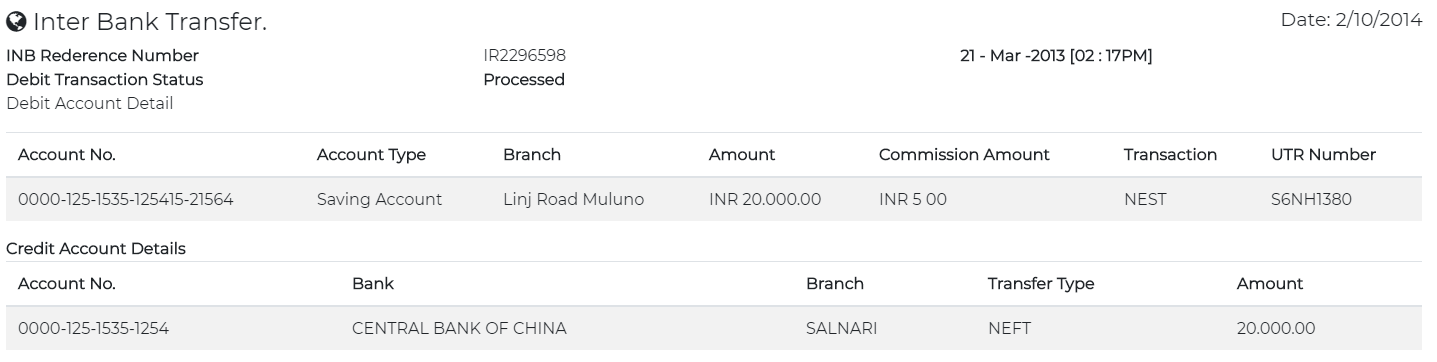 Inter Bank Transfer. Date: 2/10/2014
INB Rederence Number IR2296598 21 - Mar -2013 [02 : 17PM]
Debit Transaction Status Processed
Debit Account Detail
Account No. Account Type Branch Amount Commission Amount Transaction UTR Number
0000-125-1535-125415-21564 Saving Account Linj Road Muluno INR 20.000.00 INR 5 00 NEST S6NH1380
Credit Account Details
Account No. Bank Branch Transfer Type Amount
0000-125-1535-1254 CENTRAL BANK OF CHINA SALNARI NEFT 20.000.00